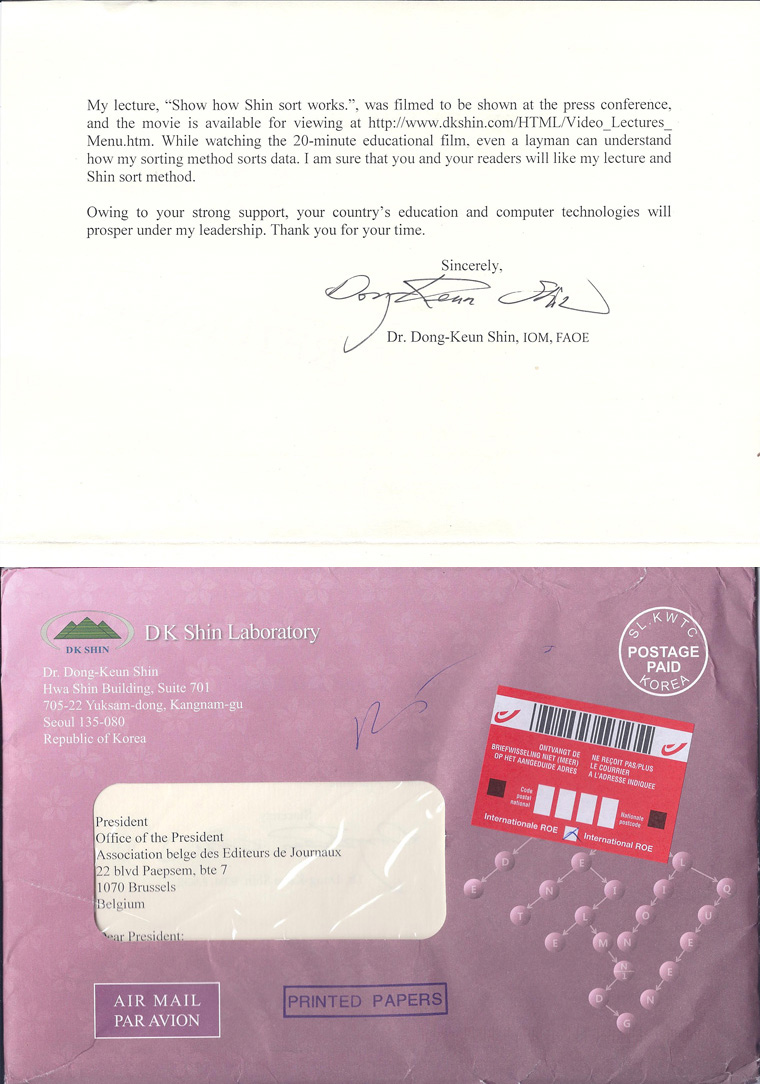 My lecture, “Show how Shin sort works.”, was filmed to be shown at the press conference,
and the movie is available for viewing at http://www.dkshin.com/HTML/Video_Lectures_
Menu.htm. While watching the 20-minute educational film, even a layman can understand
how my sorting method sorts data. I am sure that you and your readers will like my lecture and
Shin sort method.
Owing to your strong support, your country’s education and computer technologies will
prosper under my leadership. Thank you for your time.
Sincerely,
Dong Keun Shin
Dr. Dong-Keun Shin, IOM, FAOE
DK SHIN
DK Shin Laboratory
Dr. Dong-Keun Shin
Hwa Shin Building, Suite 701
705-22 Yuksam-dong, Kangnam-gu
Seoul 135-080
Republic of Korea
SL, KWTC
POSTAGE
PAID
KOREA
ONTVANGT DE
BRIEFWISSELING NIET (MEER)
OP HET AANGEDUIDE ADRES
NE REÇOIT PAS/PLUS
LE COURRIER
A L'ADRESSE INDIQUEE
Code
postal
national
Nationale
postcode
Internationale ROE
International ROE
President
Office of the President
Association belge des Editeurs de Journaux
22 blvd Paepsem, bte 7
1070 Brussels
Belgium
Dear President:
D E L
E N I I Q
T L O U
E M N E
N E
D N
G
AIR MAIL
PAR AVION
PRINTED PAPERS